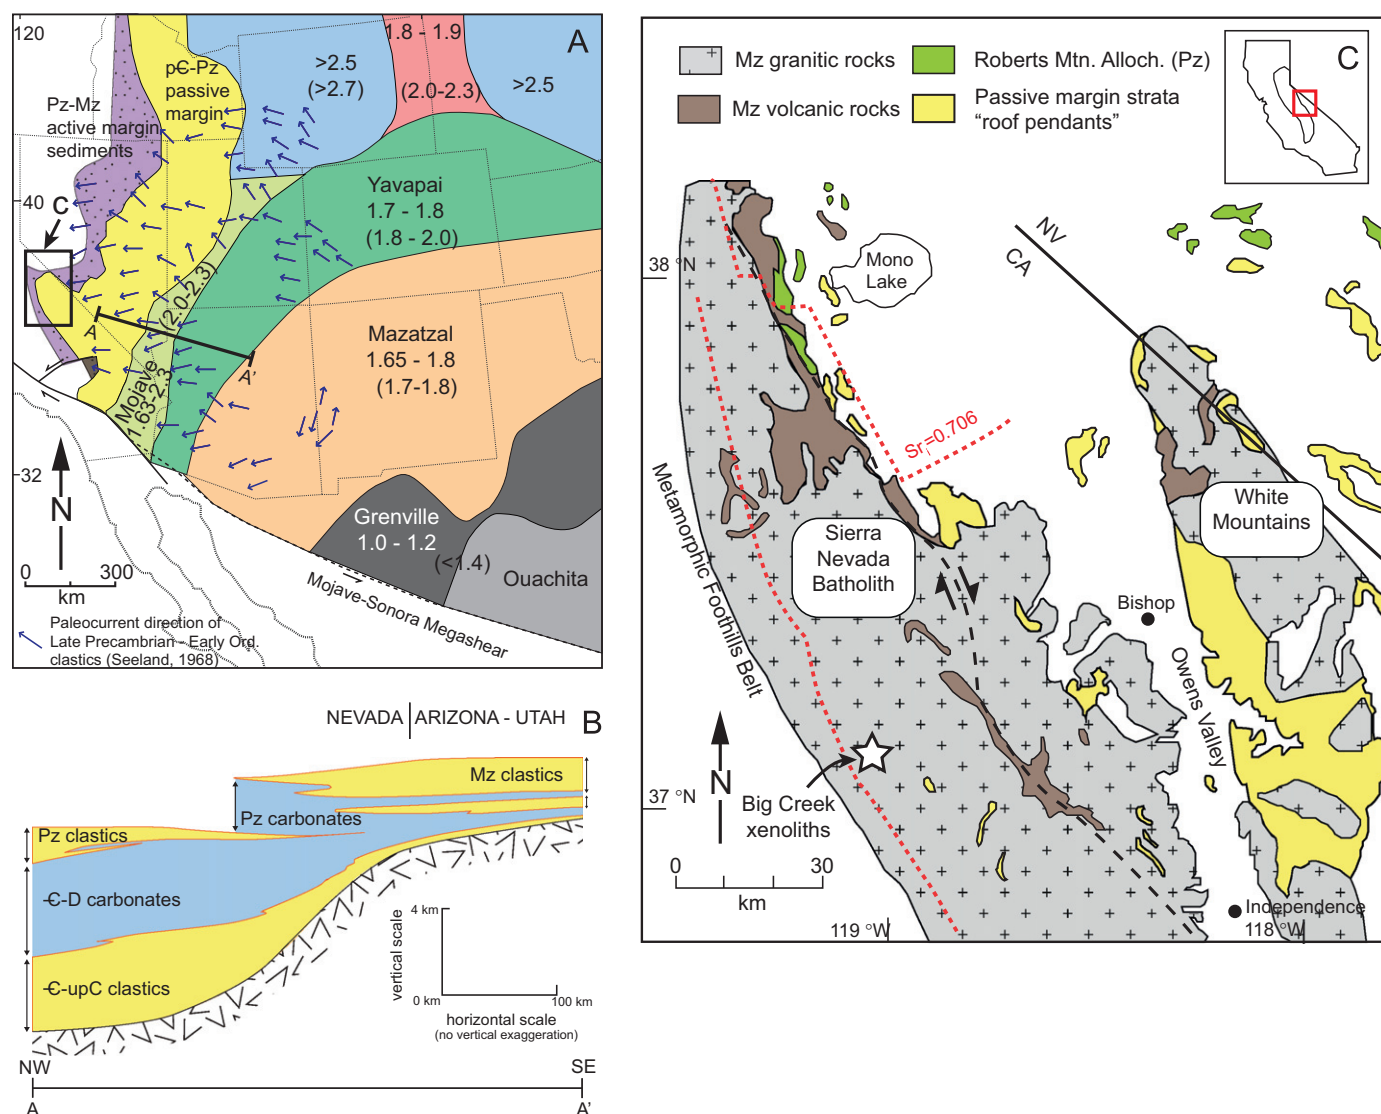 120
A
p-C-Pz
passive
margin
>2.5
(>2.7)
1.8 - 1.9
(2.0-2.3)
>2.5
Pz-Mz
active margin
sediments
40
C
Yavapai
1.7 - 1.8
(1.8 - 2.0)
(2.0-2.3)
Mojave
1.63-2.3
A
A'
Mazatzal
1.65 - 1.8
(1.7-1.8)
32
N
0 300
km
Grenville
1.0 - 1.2
(<1.4)
Ouachita
Mojave-Sonora Megashear
Paleocurrent direction of
Late Precambrian - Early Ord.
clastics (Seeland, 1968)
NEVADA ARIZONA - UTAH
B
Mz clastics
Pz carbonates
Pz clastics
-C-D carbonates
-C-upC clastics
4 km
vertical scale
0 km
100 km
horizontal scale
(no vertical exaggeration)
NW SE
A A'
C
Mz granitic rocks
Roberts Mtn. Alloch. (Pz)
Mz volcanic rocks
Passive margin strata
"roof pendants"
NV
CA
38 °N
Mono
Lake
Sri=0.706
Metamorphic Foothills Belt
Sierra
Nevada
Batholith
White
Mountains
Bishop
Owens Valley
N
Big Creek
xenoliths
37 °N
0 30
km
Independence
119 °W
118 °W